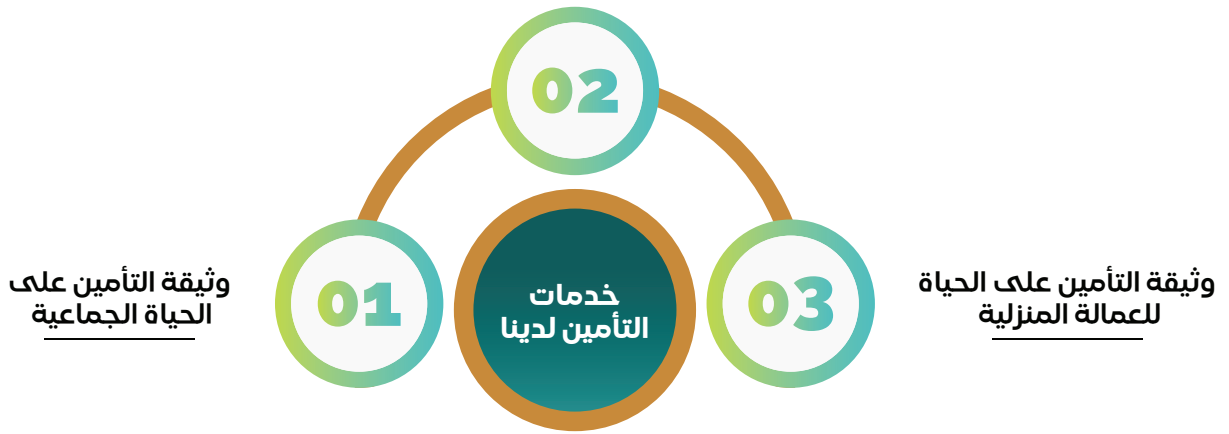 02
01
وثيقة التأمين على
الحياة الجماعية
خدمات
التأمين لدينا
03
وثيقة التأمين على الحياة
للعمالة المنزلية